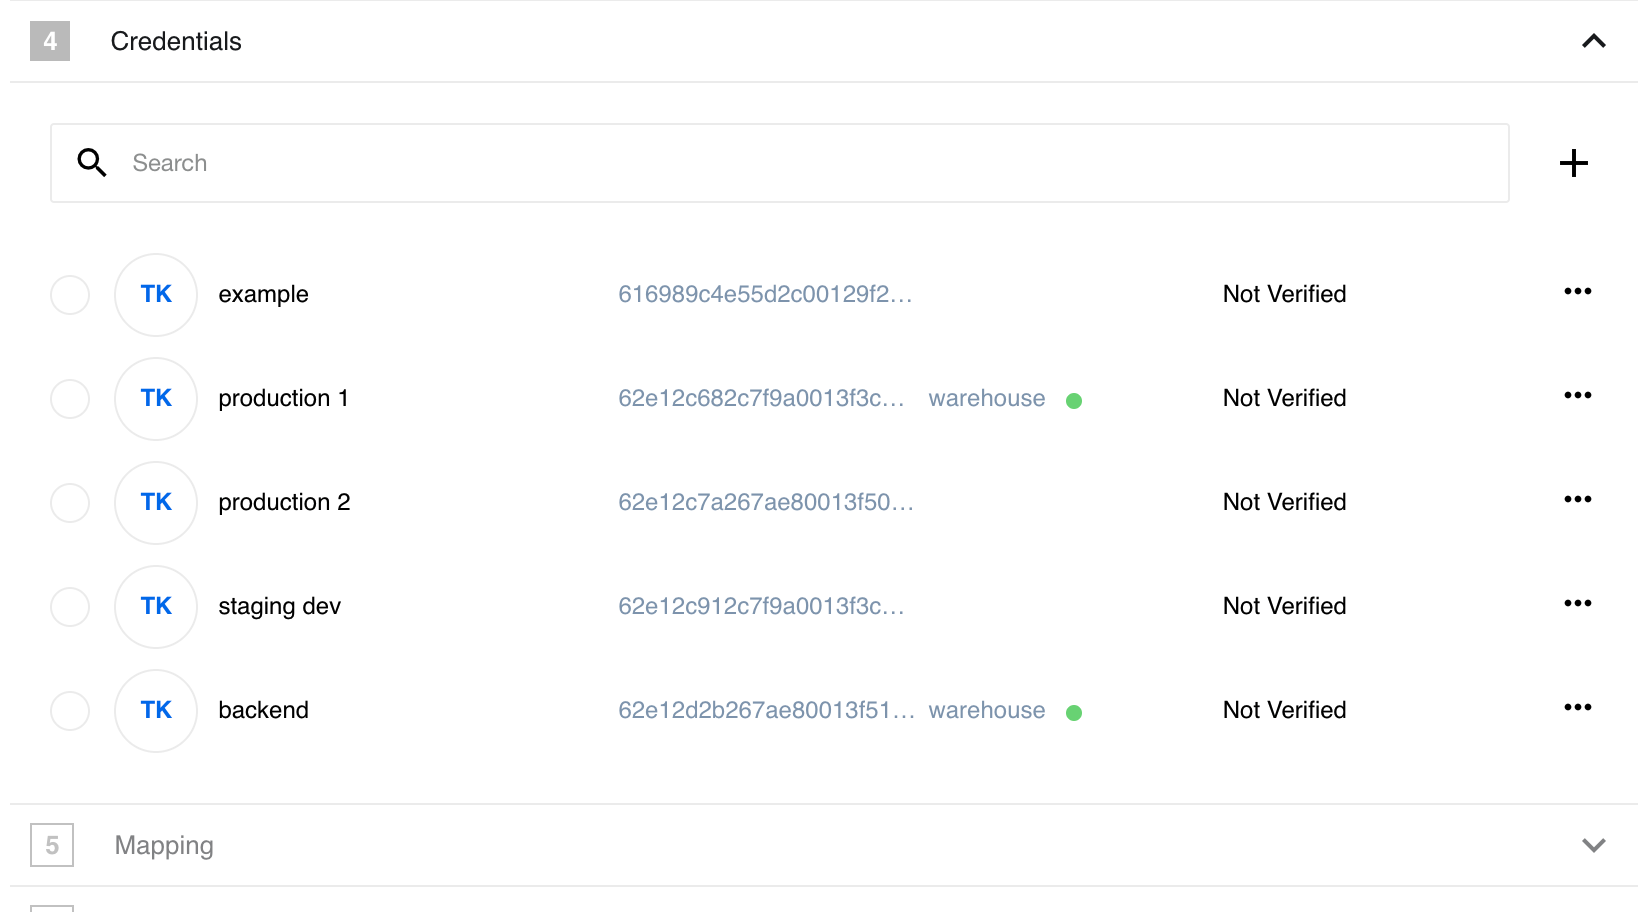 4 Credentials
Search
TK example 616989c4e55d2c00129f2... Not Verified
TK production 1 62e12c682c7f9a0013f3c... warehouse Not Verified
TK production 2 62e12c7a267ae80013f50... Not Verified
TK staging dev 62e12c912c7f9a0013f3c... Not Verified
TK backend 62e12d2b267ae80013f51... warehouse Not Verified
5 Mapping